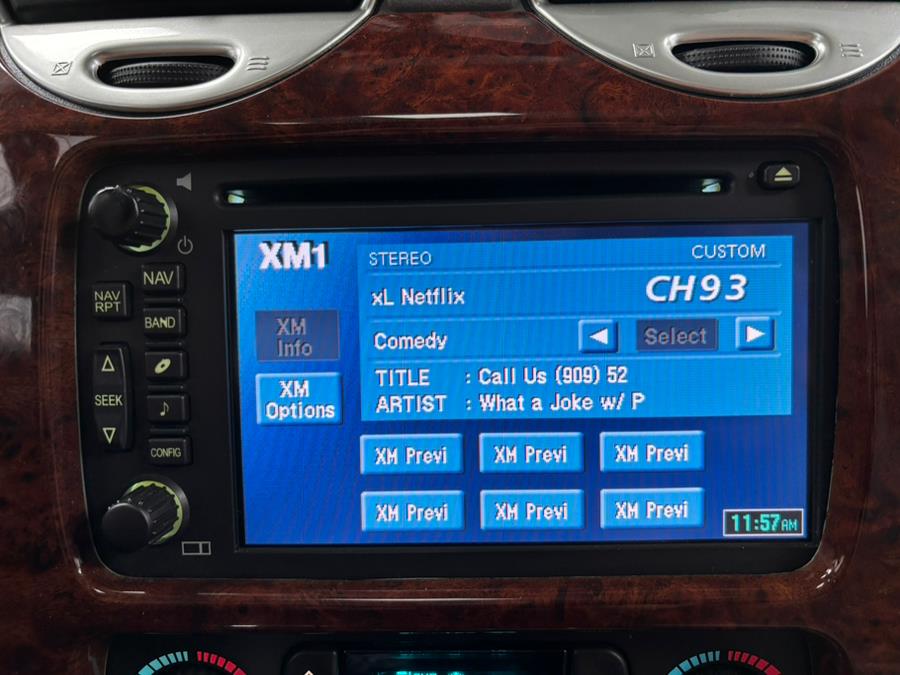 XM1
STEREO CUSTOM
xL Netflix CH93
Comedy Select
TITLE : Call Us (909) 52
ARTIST : What a Joke w/ P
XM Info
XM Options
XM Previ XM Previ XM Previ
XM Previ XM Previ XM Previ
11:57AM
NAV
NAV RPT
BAND
SEEK
CONFIG